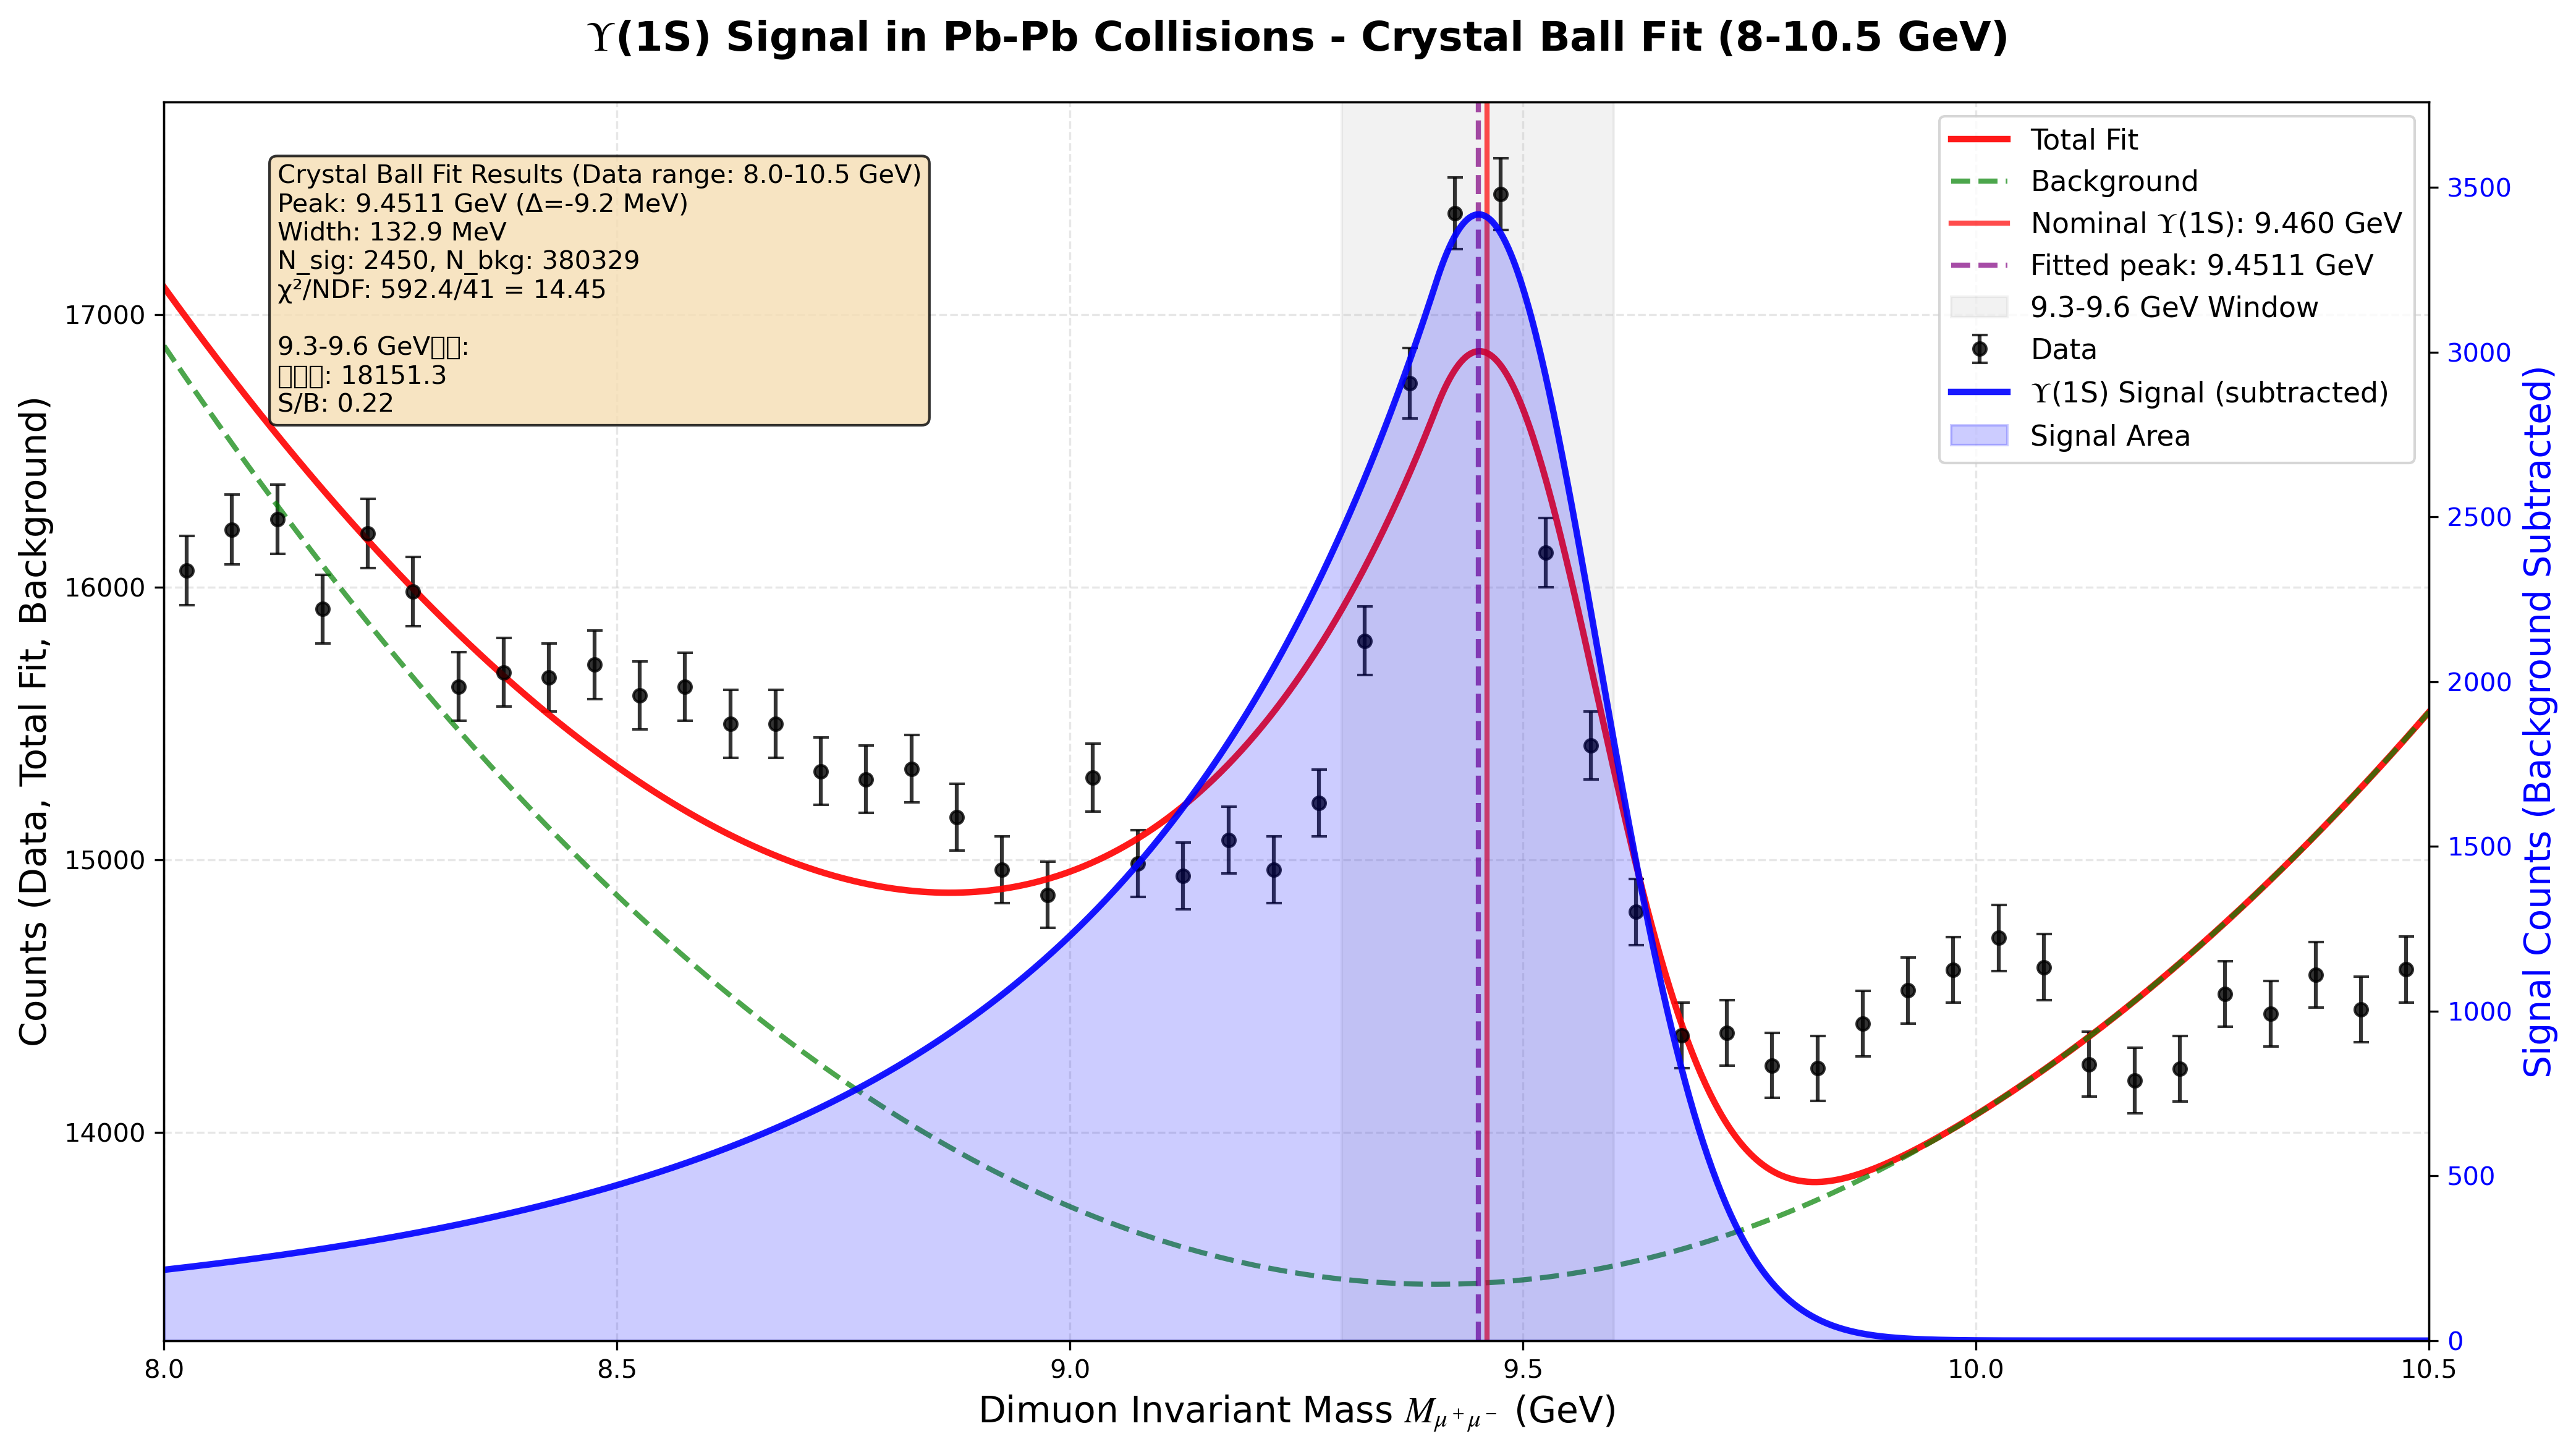 ϒ(1S) Signal in Pb-Pb Collisions - Crystal Ball Fit (8-10.5 GeV)
Crystal Ball Fit Results (Data range: 8.0-10.5 GeV)
Peak: 9.4511 GeV (Δ=-9.2 MeV)
Width: 132.9 MeV
N_sig: 2450, N_bkg: 380329
χ²/NDF: 592.4/41 = 14.45
9.3-9.6 GeV▯▯:
▯▯▯: 18151.3
S/B: 0.22
Total Fit
Background
Nominal ϒ(1S): 9.460 GeV
Fitted peak: 9.4511 GeV
9.3-9.6 GeV Window
Data
ϒ(1S) Signal (subtracted)
Signal Area
Counts (Data, Total Fit, Background)
17000
16000
15000
14000
Signal Counts (Background Subtracted)
3500
3000
2500
2000
1500
1000
500
0
8.0
8.5
9.0
9.5
10.0
10.5
Dimuon Invariant Mass M_μ⁺μ⁻ (GeV)